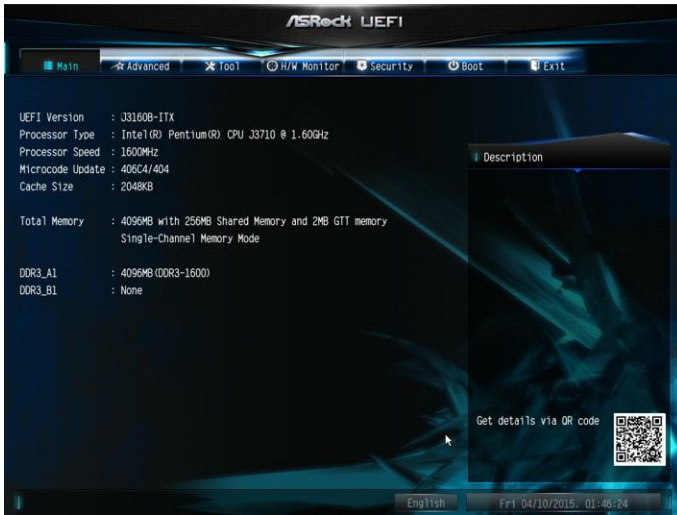 ASRock UEFI
Main Advanced Tool H/W Monitor Security Boot Exit
UEFI Version : J3160B-ITX
Processor Type : Intel(R) Pentium(R) CPU J3710 @ 1.60GHz
Processor Speed : 1600MHz
Microcode Update : 406C4/404
Cache Size : 2048KB
Total Memory : 4096MB with 256MB Shared Memory and 2MB GTT memory
Single-Channel Memory Mode
DDR3_A1 : 4096MB(DDR3-1600)
DDR3_B1 : None
Description
Get details via QR code
English Fri 04/10/2015. 01:46:24